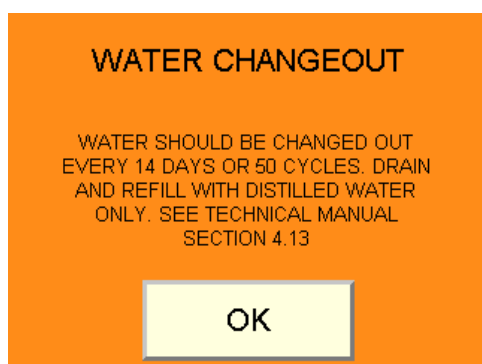 WATER CHANGEOUT
WATER SHOULD BE CHANGED OUT
EVERY 14 DAYS OR 50 CYCLES. DRAIN
AND REFILL WITH DISTILLED WATER
ONLY. SEE TECHNICAL MANUAL
SECTION 4.13
OK